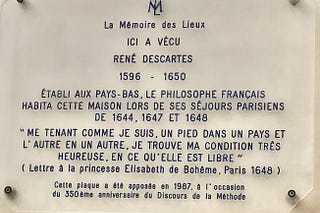 ML
La Mémoire des Lieux
ICI A VÉCU
RENÉ DESCARTES
1596 - 1650
ÉTABLI AUX PAYS-BAS, LE PHILOSOPHE FRANÇAIS
HABITA CETTE MAISON LORS DE SES SÉJOURS PARISIENS
DE 1644, 1647 ET 1648
"ME TENANT COMME JE SUIS, UN PIED DANS UN PAYS ET
L'AUTRE EN UN AUTRE, JE TROUVE MA CONDITION TRÈS
HEUREUSE, EN CE QU'ELLE EST LIBRE"
( Lettre à la princesse Elisabeth de Bohême, Paris 1648 )
Cette plaque a été apposée en 1987, à l'occasion
du 350ème anniversaire du Discours de la Méthode